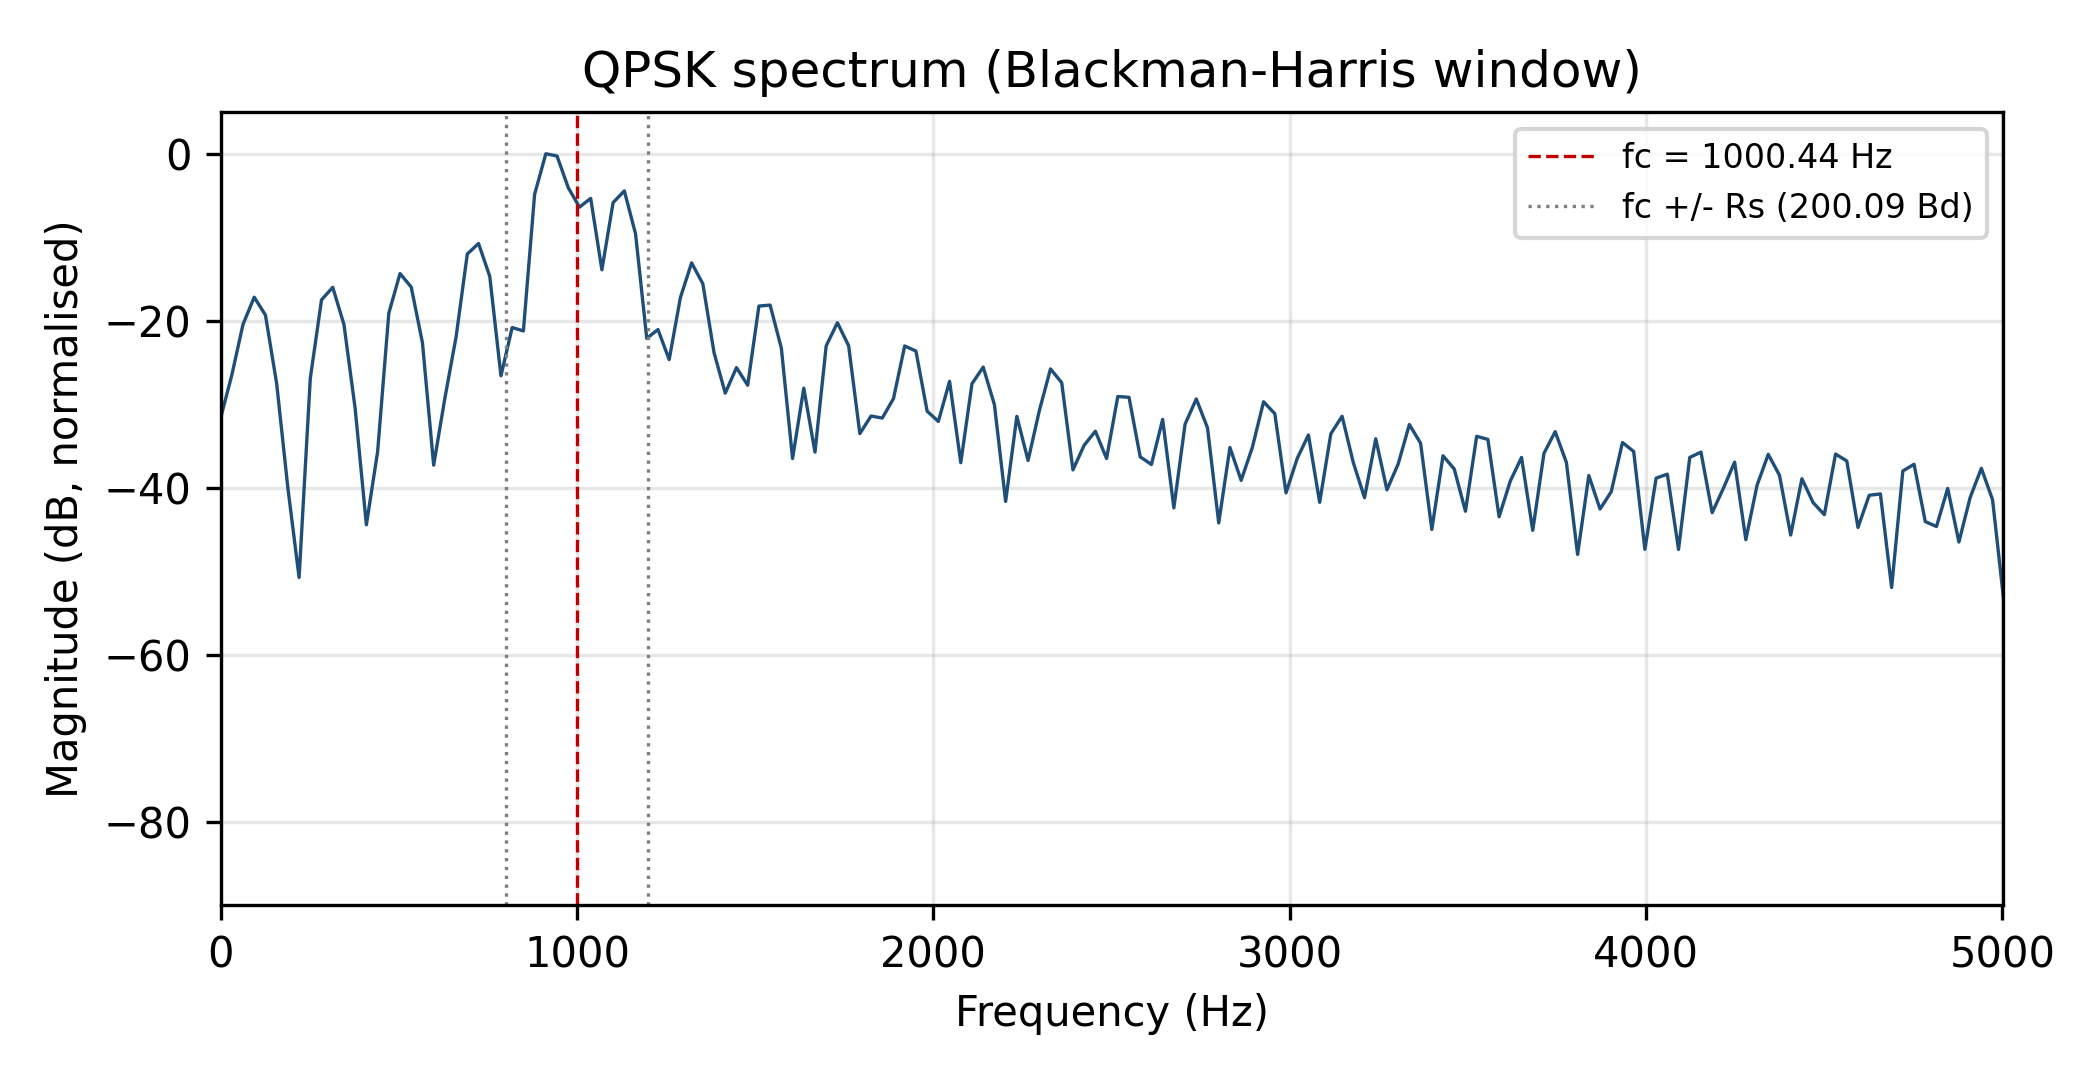 QPSK spectrum (Blackman-Harris window)
fc = 1000.44 Hz
fc +/- Rs (200.09 Bd)
Magnitude (dB, normalised)
0
−20
−40
−60
−80
0 1000 2000 3000 4000 5000
Frequency (Hz)